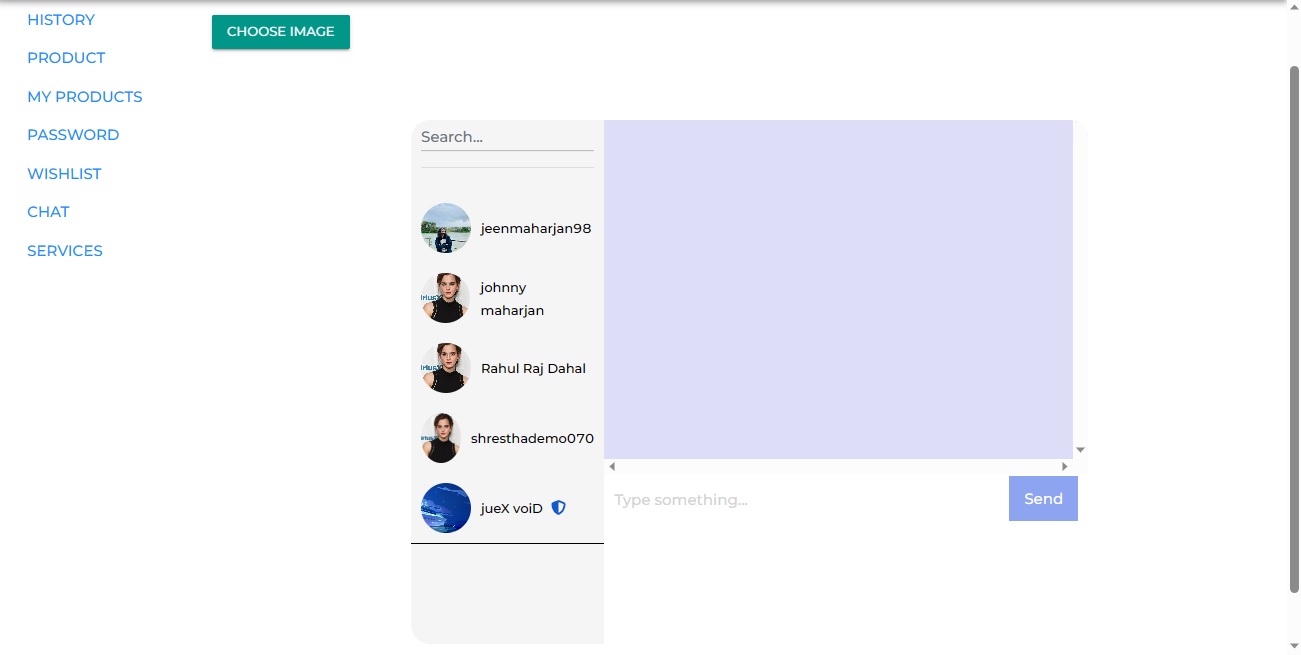 HISTORY
CHOOSE IMAGE
PRODUCT
MY PRODUCTS
PASSWORD
WISHLIST
CHAT
SERVICES
Search...
jeenmaharjan98
johnny
maharjan
Rahul Raj Dahal
shresthademo070
jueX voiD
Type something...
Send